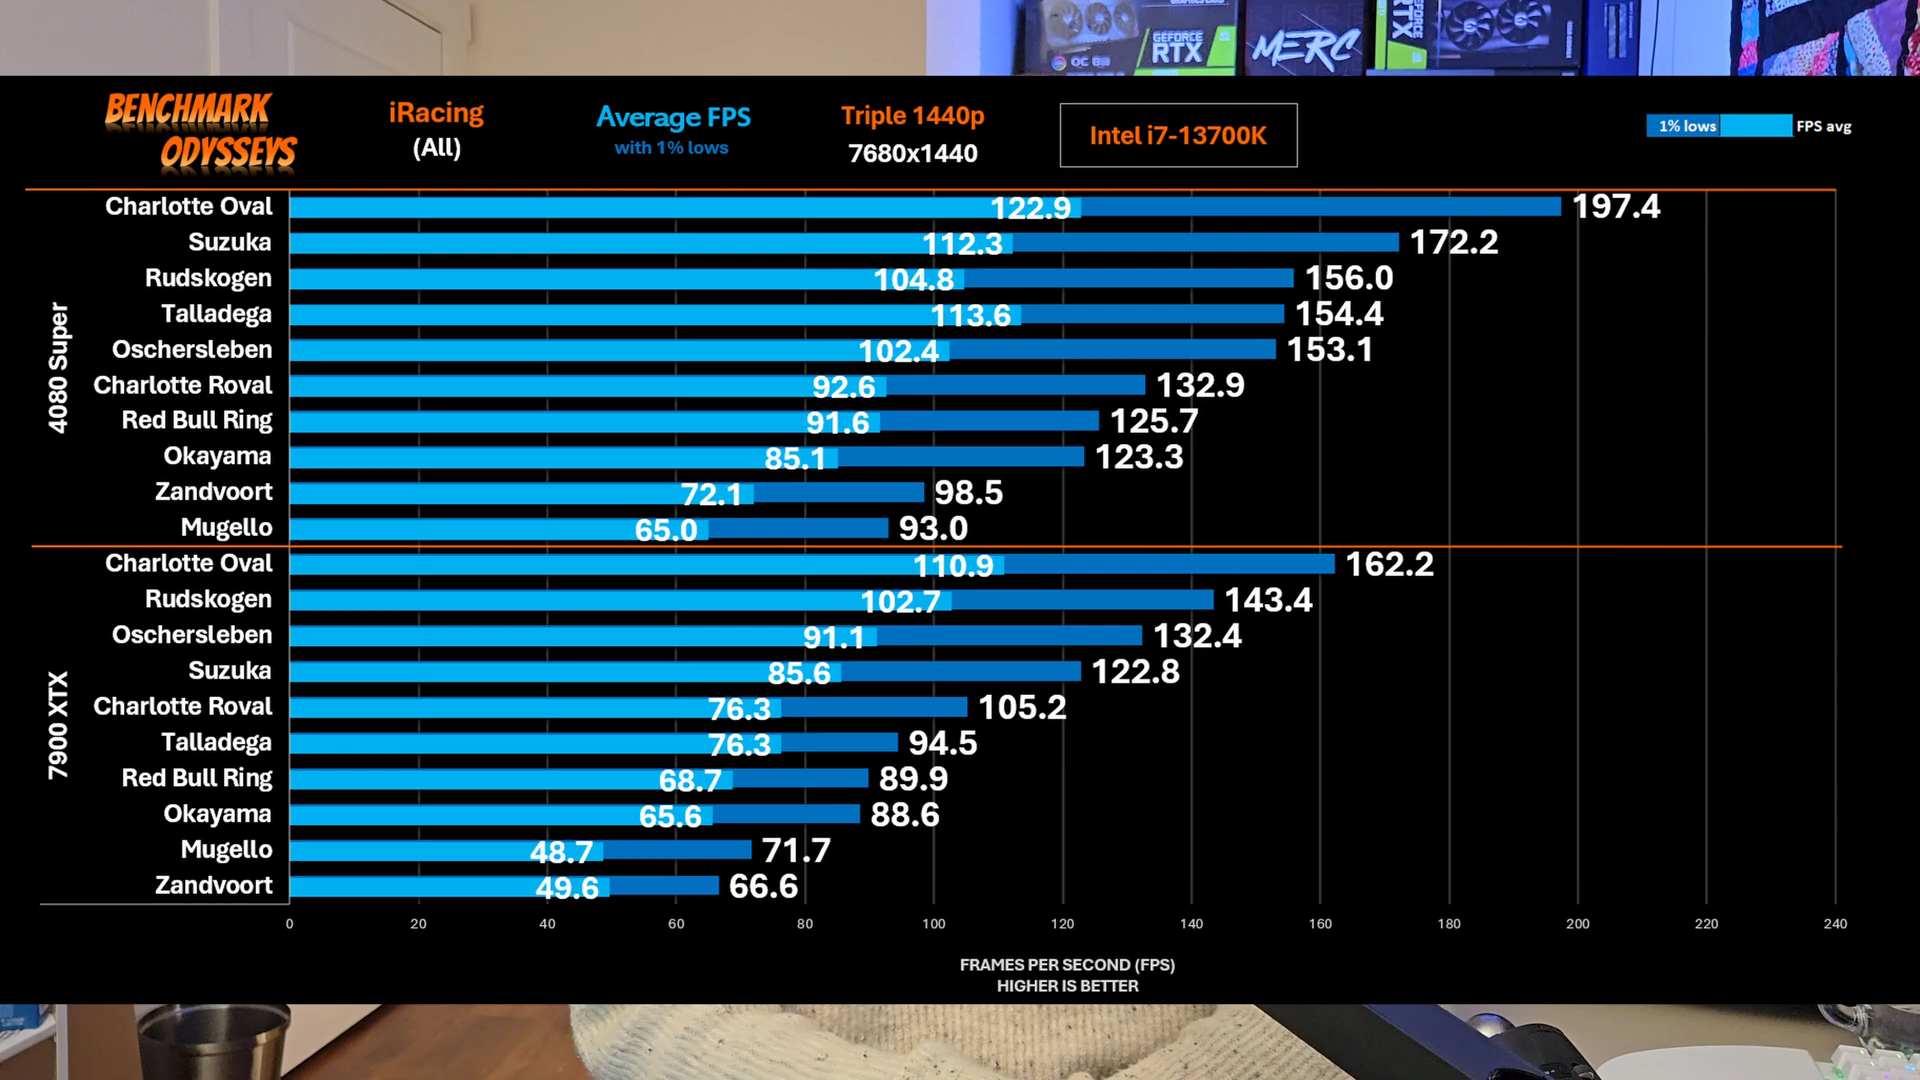 GEFORCE
RTX
OC 8GB
MERC
GEFORCE
RTX
BENCHMARK
ODYSSEYS
iRacing
(All)
Average FPS
with 1% lows
Triple 1440p
7680x1440
Intel i7-13700K
1% lows
FPS avg
4080 Super
Charlotte Oval 122.9 197.4
Suzuka 112.3 172.2
Rudskogen 104.8 156.0
Talladega 113.6 154.4
Oschersleben 102.4 153.1
Charlotte Roval 92.6 132.9
Red Bull Ring 91.6 125.7
Okayama 85.1 123.3
Zandvoort 72.1 98.5
Mugello 65.0 93.0
7900 XTX
Charlotte Oval 110.9 162.2
Rudskogen 102.7 143.4
Oschersleben 91.1 132.4
Suzuka 85.6 122.8
Charlotte Roval 76.3 105.2
Talladega 76.3 94.5
Red Bull Ring 68.7 89.9
Okayama 65.6 88.6
Mugello 48.7 71.7
Zandvoort 49.6 66.6
0 20 40 60 80 100 120 140 160 180 200 220 240
FRAMES PER SECOND (FPS)
HIGHER IS BETTER